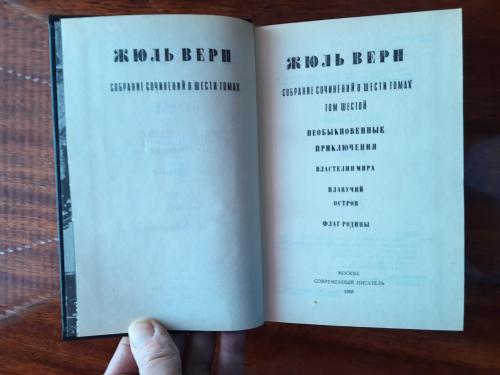 ЖЮЛЬ ВЕРН
СОБРАНИЕ СОЧИНЕНИЙ В ШЕСТИ ТОМАХ
ЖЮЛЬ ВЕРН
СОБРАНИЕ СОЧИНЕНИЙ В ШЕСТИ ТОМАХ
ТОМ ШЕСТОЙ
НЕОБЫКНОВЕННЫЕ
ПРИКЛЮЧЕНИЯ
ВЛАСТЕЛИН МИРА
ПЛАВУЧИЙ
ОСТРОВ
ФЛАГ РОДИНЫ
МОСКВА
СОВРЕМЕННЫЙ ПИСАТЕЛЬ
1993